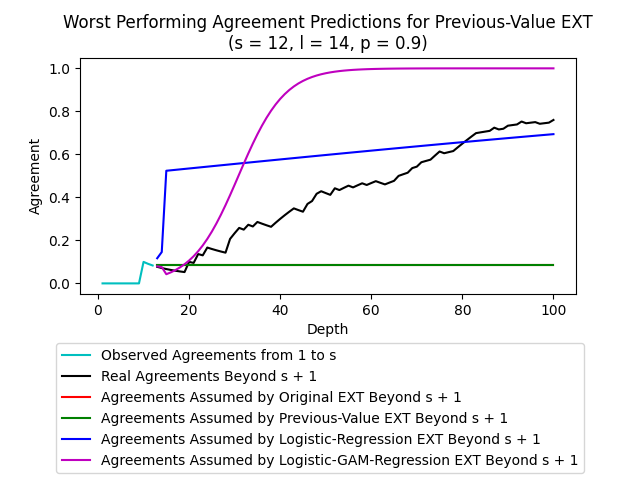 Worst Performing Agreement Predictions for Previous-Value EXT
(s = 12, l = 14, p = 0.9)
Agreement
1.0
0.8
0.6
0.4
0.2
0.0
0 20 40 60 80 100
Depth
Observed Agreements from 1 to s
Real Agreements Beyond s + 1
Agreements Assumed by Original EXT Beyond s + 1
Agreements Assumed by Previous-Value EXT Beyond s + 1
Agreements Assumed by Logistic-Regression EXT Beyond s + 1
Agreements Assumed by Logistic-GAM-Regression EXT Beyond s + 1